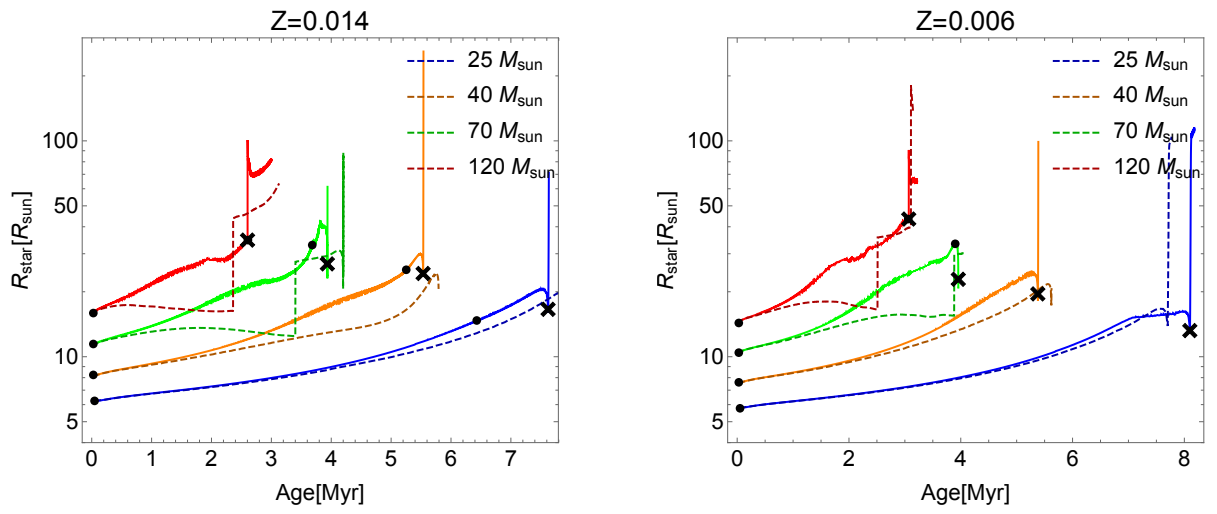 Z=0.014
R_star[R_sun]
100
50
10
5
25 M_sun
40 M_sun
70 M_sun
120 M_sun
0 1 2 3 4 5 6 7
Age[Myr]
Z=0.006
R_star[R_sun]
100
50
10
5
25 M_sun
40 M_sun
70 M_sun
120 M_sun
0 2 4 6 8
Age[Myr]